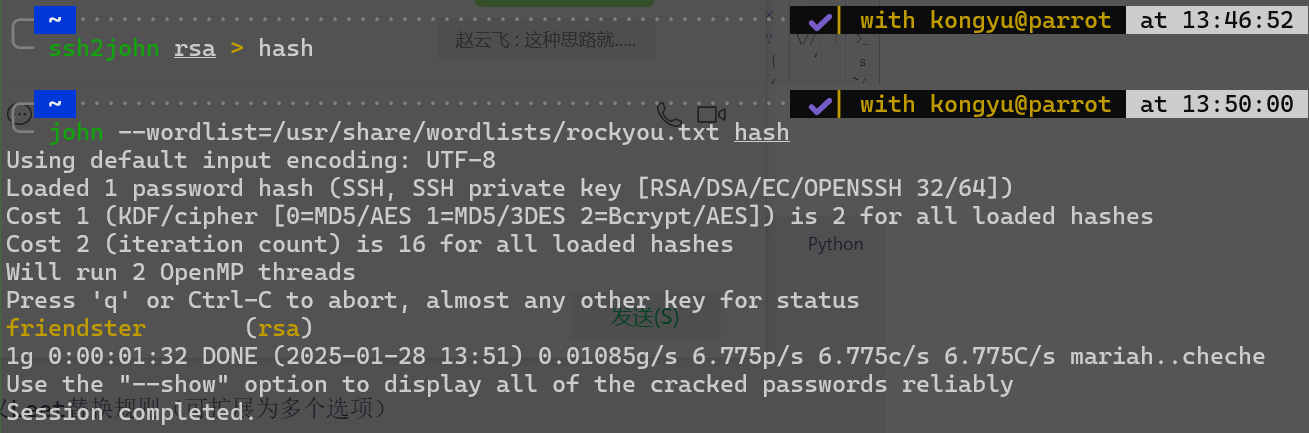 ~ ✓ with kongyu@parrot at 13:46:52
ssh2john rsa > hash
赵云飞：这种思路就.....
~ ✓ with kongyu@parrot at 13:50:00
john --wordlist=/usr/share/wordlists/rockyou.txt hash
Using default input encoding: UTF-8
Loaded 1 password hash (SSH, SSH private key [RSA/DSA/EC/OPENSSH 32/64])
Cost 1 (KDF/cipher [0=MD5/AES 1=MD5/3DES 2=Bcrypt/AES]) is 2 for all loaded hashes
Cost 2 (iteration count) is 16 for all loaded hashes
Python
Will run 2 OpenMP threads
Press 'q' or Ctrl-C to abort, almost any other key for status
friendster (rsa)
发送(S)
1g 0:00:01:32 DONE (2025-01-28 13:51) 0.01085g/s 6.775p/s 6.775c/s 6.775C/s mariah..cheche
Use the "--show" option to display all of the cracked passwords reliably
Session completed.
替换规则（可扩展为多个选项）